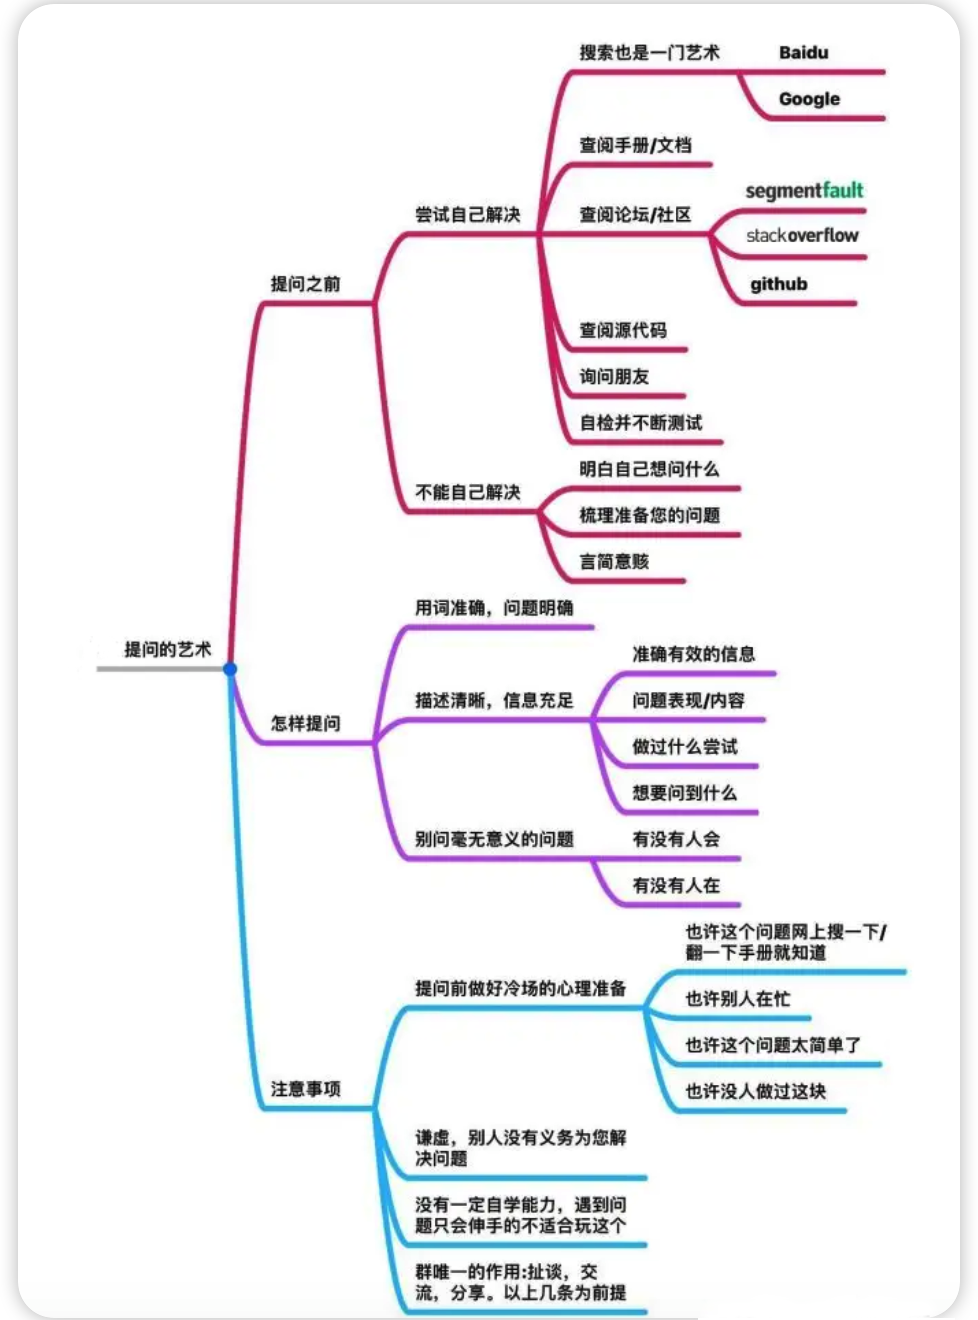 搜索也是一门艺术
Baidu
Google
查阅手册/文档
segmentfault
查阅论坛/社区
stackoverflow
尝试自己解决
github
提问之前
查阅源代码
询问朋友
自检并不断测试
明白自己想问什么
不能自己解决
梳理准备您的问题
言简意赅
用词准确，问题明确
提问的艺术
准确有效的信息
描述清晰，信息充足
问题表现/内容
怎样提问
做过什么尝试
想要问到什么
别问毫无意义的问题
有没有人会
有没有人在
也许这个问题网上搜一下/
翻一下手册就知道
提问前做好冷场的心理准备
也许别人在忙
也许这个问题太简单了
注意事项
也许没人做过这块
谦虚，别人没有义务为您解
决问题
没有一定自学能力，遇到问
题只会伸手的不适合玩这个
群唯一的作用:扯谈，交
流，分享。以上几条为前提